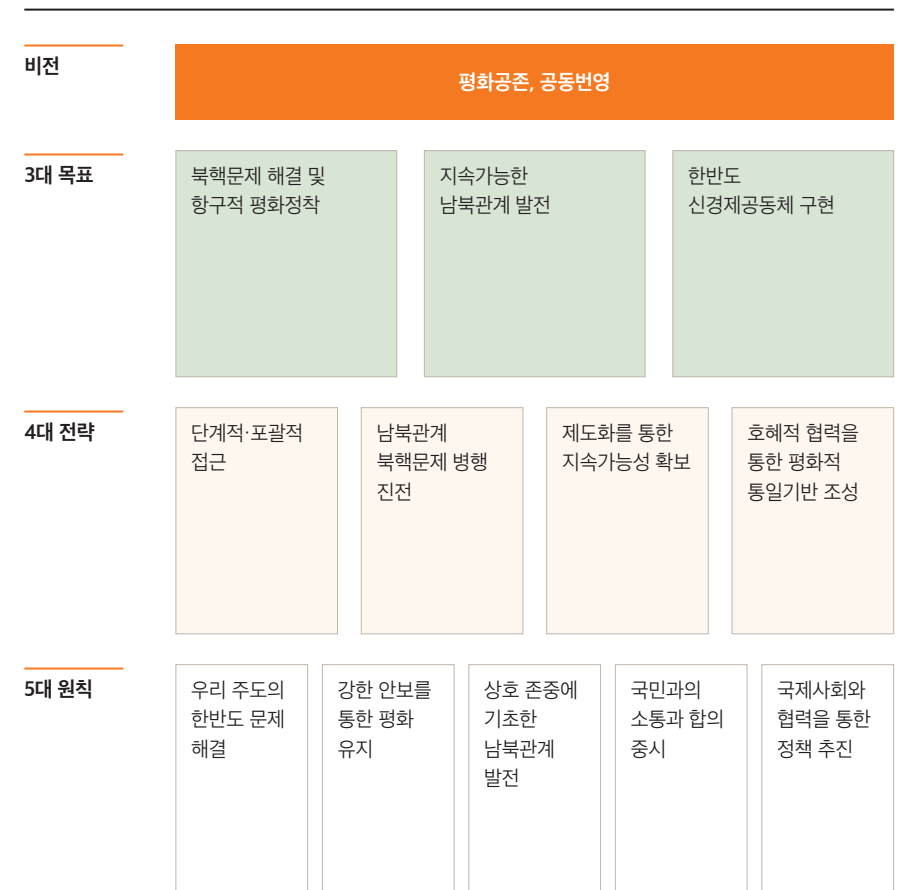 비전
평화공존, 공동번영
3대 목표
북핵문제 해결 및
항구적 평화정착
지속가능한
남북관계 발전
한반도
신경제공동체 구현
4대 전략
단계적·포괄적
접근
남북관계
북핵문제 병행
진전
제도화를 통한
지속가능성 확보
호혜적 협력을
통한 평화적
통일기반 조성
5대 원칙
우리 주도의
한반도 문제
해결
강한 안보를
통한 평화
유지
상호 존중에
기초한
남북관계
발전
국민과의
소통과 합의
중시
국제사회와
협력을 통한
정책 추진